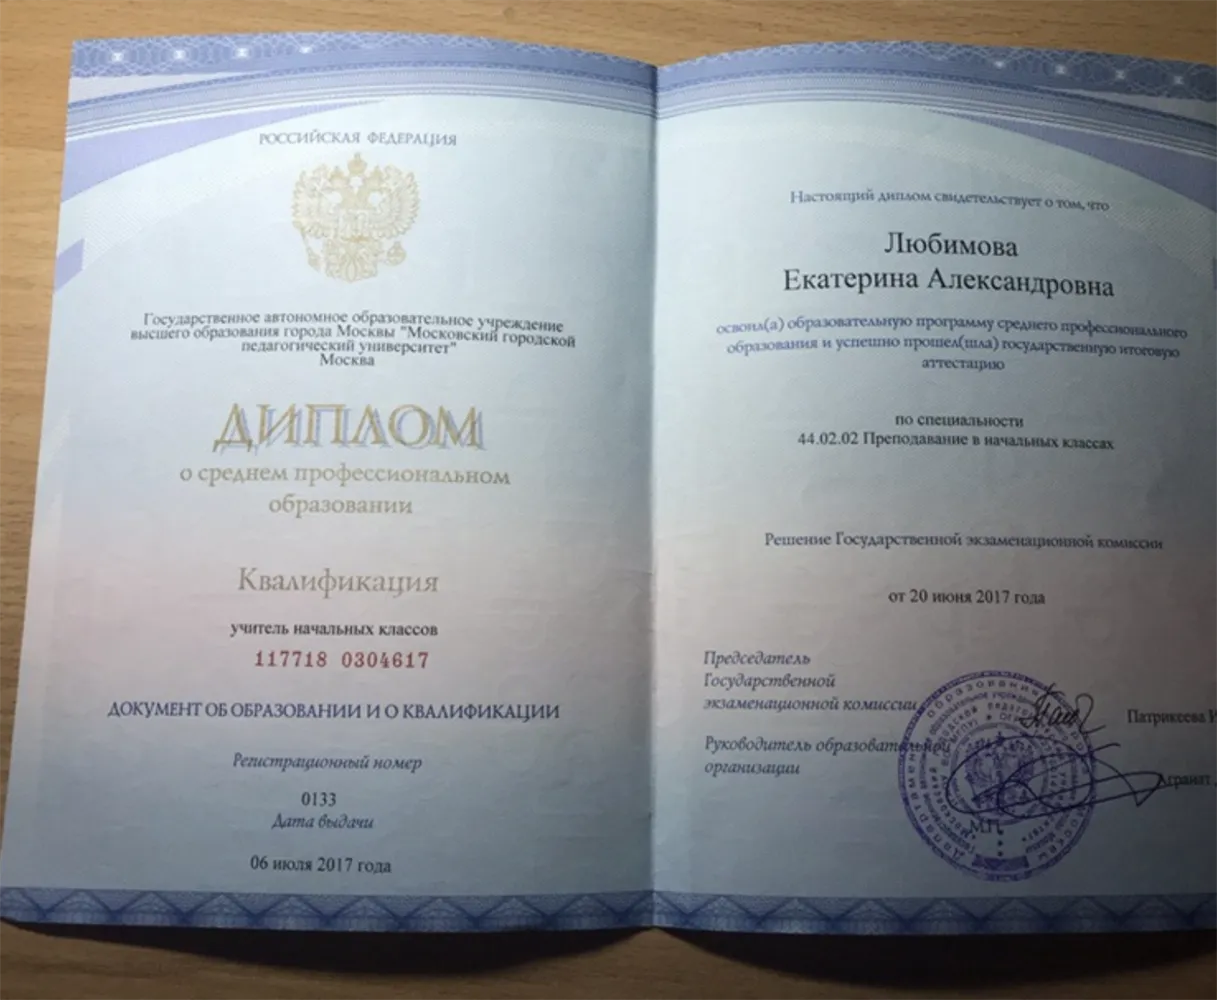 РОССИЙСКАЯ ФЕДЕРАЦИЯ
Государственное автономное образовательное учреждение
высшего образования города Москвы "Московский городской
педагогический университет"
Москва
ДИПЛОМ
о среднем профессиональном
образовании
Квалификация
учитель начальных классов
117718 0304617
ДОКУМЕНТ ОБ ОБРАЗОВАНИИ И О КВАЛИФИКАЦИИ
Регистрационный номер
0133
Дата выдачи
06 июля 2017 года
Настоящий диплом свидетельствует о том, что
Любимова
Екатерина Александровна
освоил(а) образовательную программу среднего профессионального
образования и успешно прошел(шла) государственную итоговую
аттестацию
по специальности
44.02.02 Преподавание в начальных классах
Решение Государственной экзаменационной комиссии
от 20 июня 2017 года
Председатель
Государственной
экзаменационной комиссии
Патрикеева И
Руководитель образовательной
организации
Агранат
М.П.